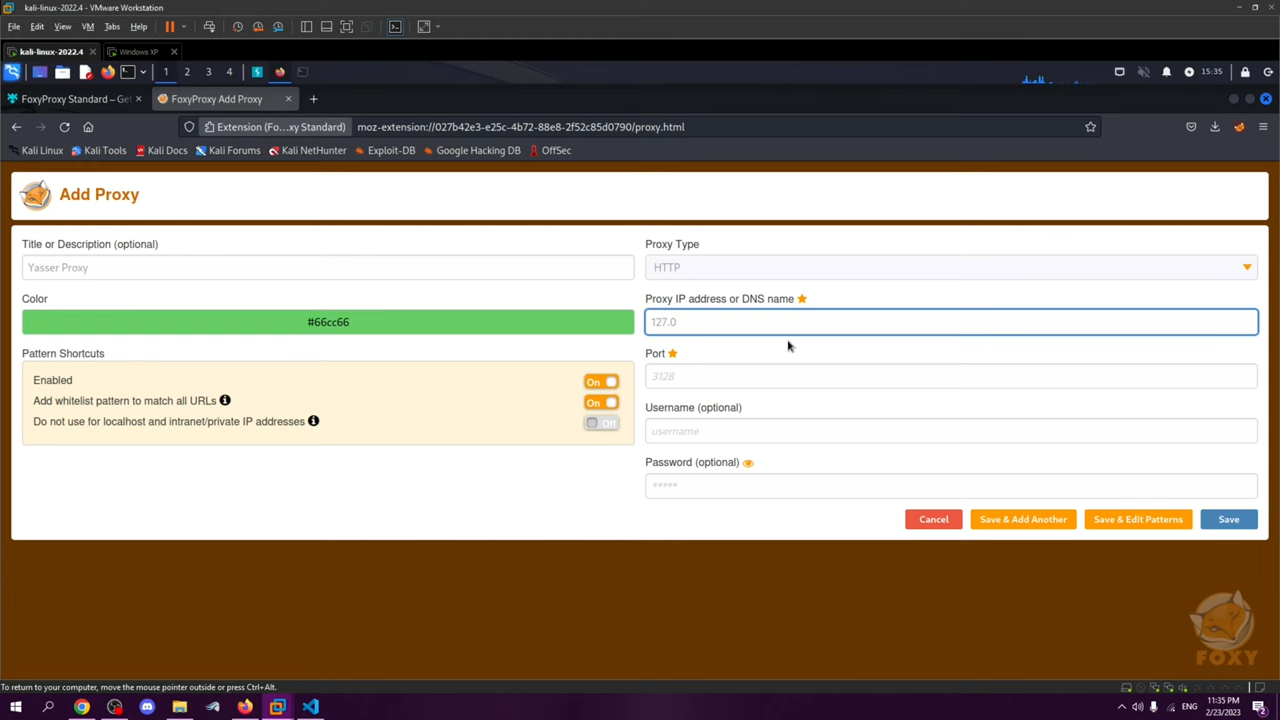 kali-linux-2022.4 - VMware Workstation
File Edit View VM Tabs Help
kali-linux-2022.4 Windows XP
1 2 3 4 15:35
FoxyProxy Standard – Get FoxyProxy Add Proxy
Extension (Fo...xy Standard) moz-extension://027b42e3-e25c-4b72-88e8-2f52c85d0790/proxy.html
Kali Linux Kali Tools Kali Docs Kali Forums Kali NetHunter Exploit-DB Google Hacking DB OffSec
Add Proxy
Title or Description (optional)
Yasser Proxy
Color
#66cc66
Pattern Shortcuts
Enabled On
Add whitelist pattern to match all URLs On
Do not use for localhost and intranet/private IP addresses Off
Proxy Type
HTTP
Proxy IP address or DNS name
127.0
Port
3128
Username (optional)
username
Password (optional)
*****
Cancel Save & Add Another Save & Edit Patterns Save
FOXY
To return to your computer, move the mouse pointer outside or press Ctrl+Alt.
ENG 11:35 PM
2/23/2023 2